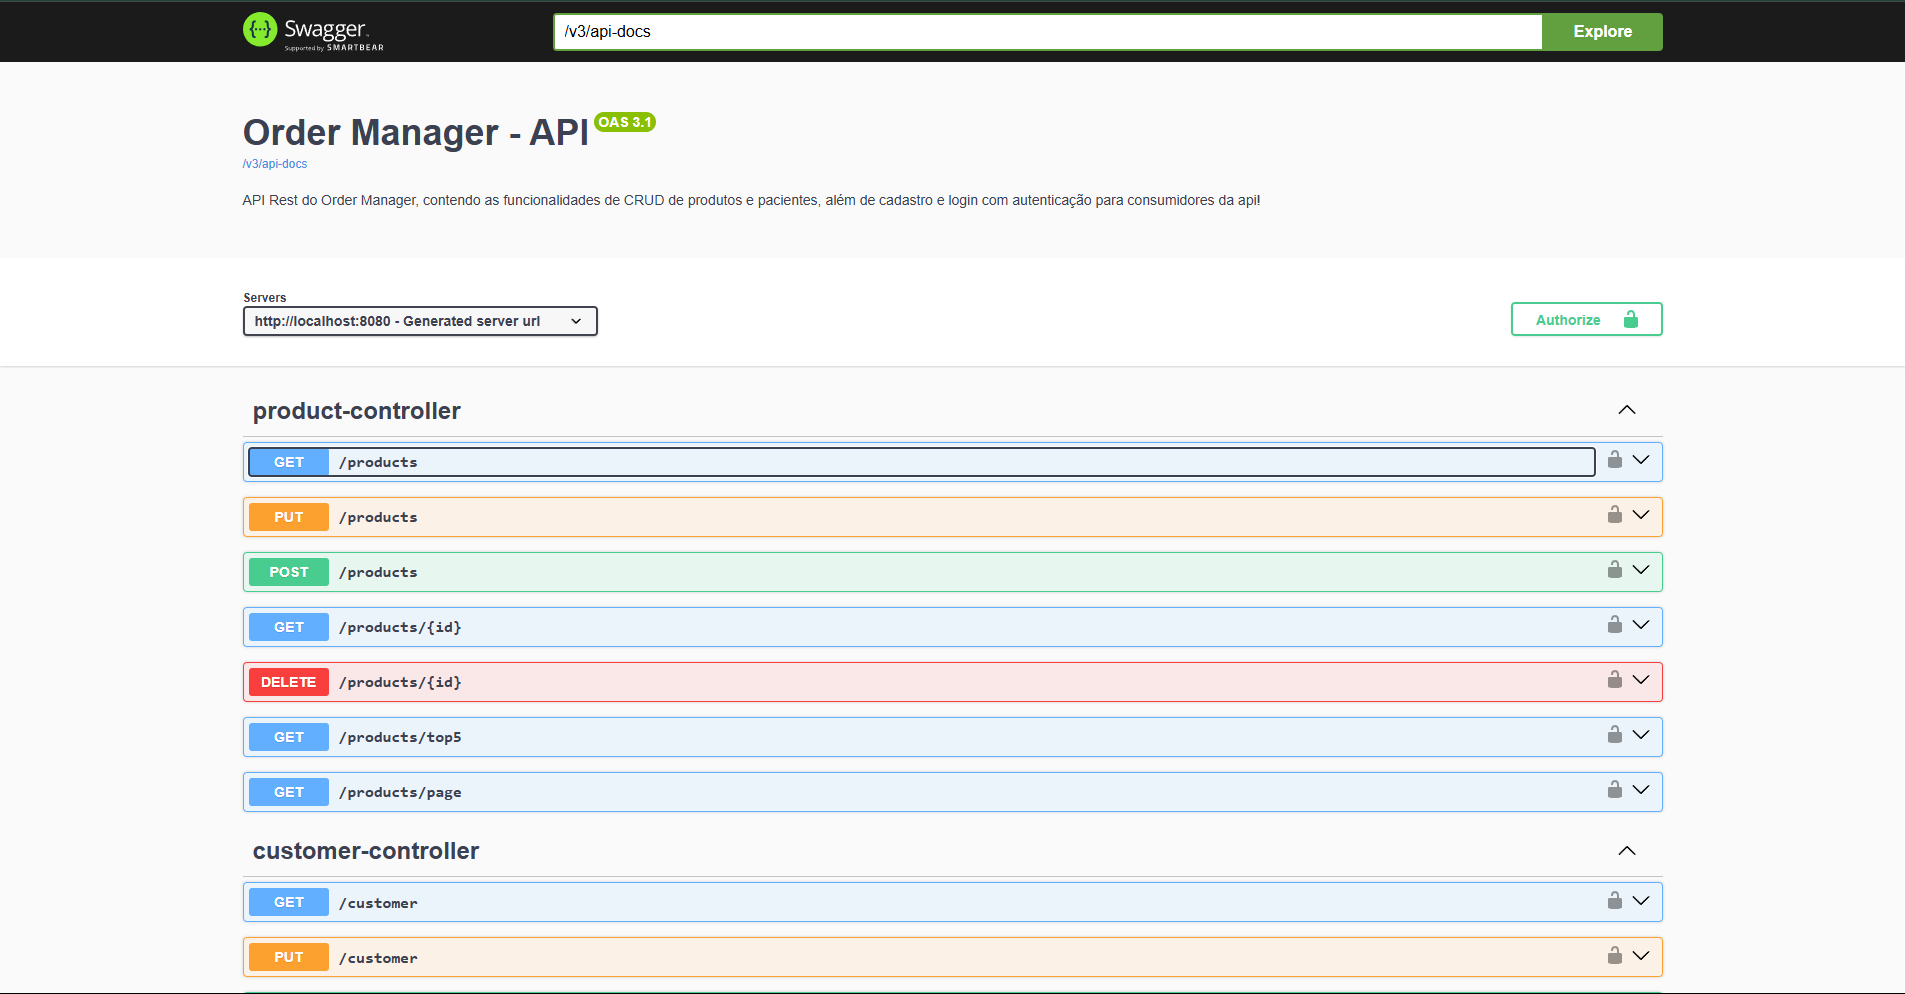 Swagger
Supported by SMARTBEAR
/v3/api-docs
Explore
Order Manager - API
OAS 3.1
/v3/api-docs
API Rest do Order Manager, contendo as funcionalidades de CRUD de produtos e pacientes, além de cadastro e login com autenticação para consumidores da api!
Servers
http://localhost:8080 - Generated server url
Authorize
product-controller
GET /products
PUT /products
POST /products
GET /products/{id}
DELETE /products/{id}
GET /products/top5
GET /products/page
customer-controller
GET /customer
PUT /customer